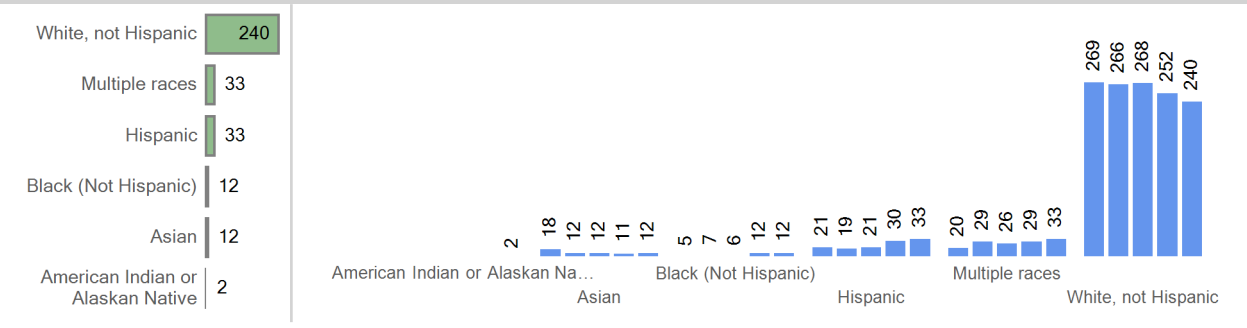 White, not Hispanic 240
Multiple races 33
Hispanic 33
Black (Not Hispanic) 12
Asian 12
American Indian or
Alaskan Native 2
2
18 12 12 11 12
5 7 6 12 12
21 19 21 30 33
20 29 26 29 33
269 266 268 252 240
American Indian or Alaskan Na… Black (Not Hispanic) Multiple races
Asian Hispanic White, not Hispanic